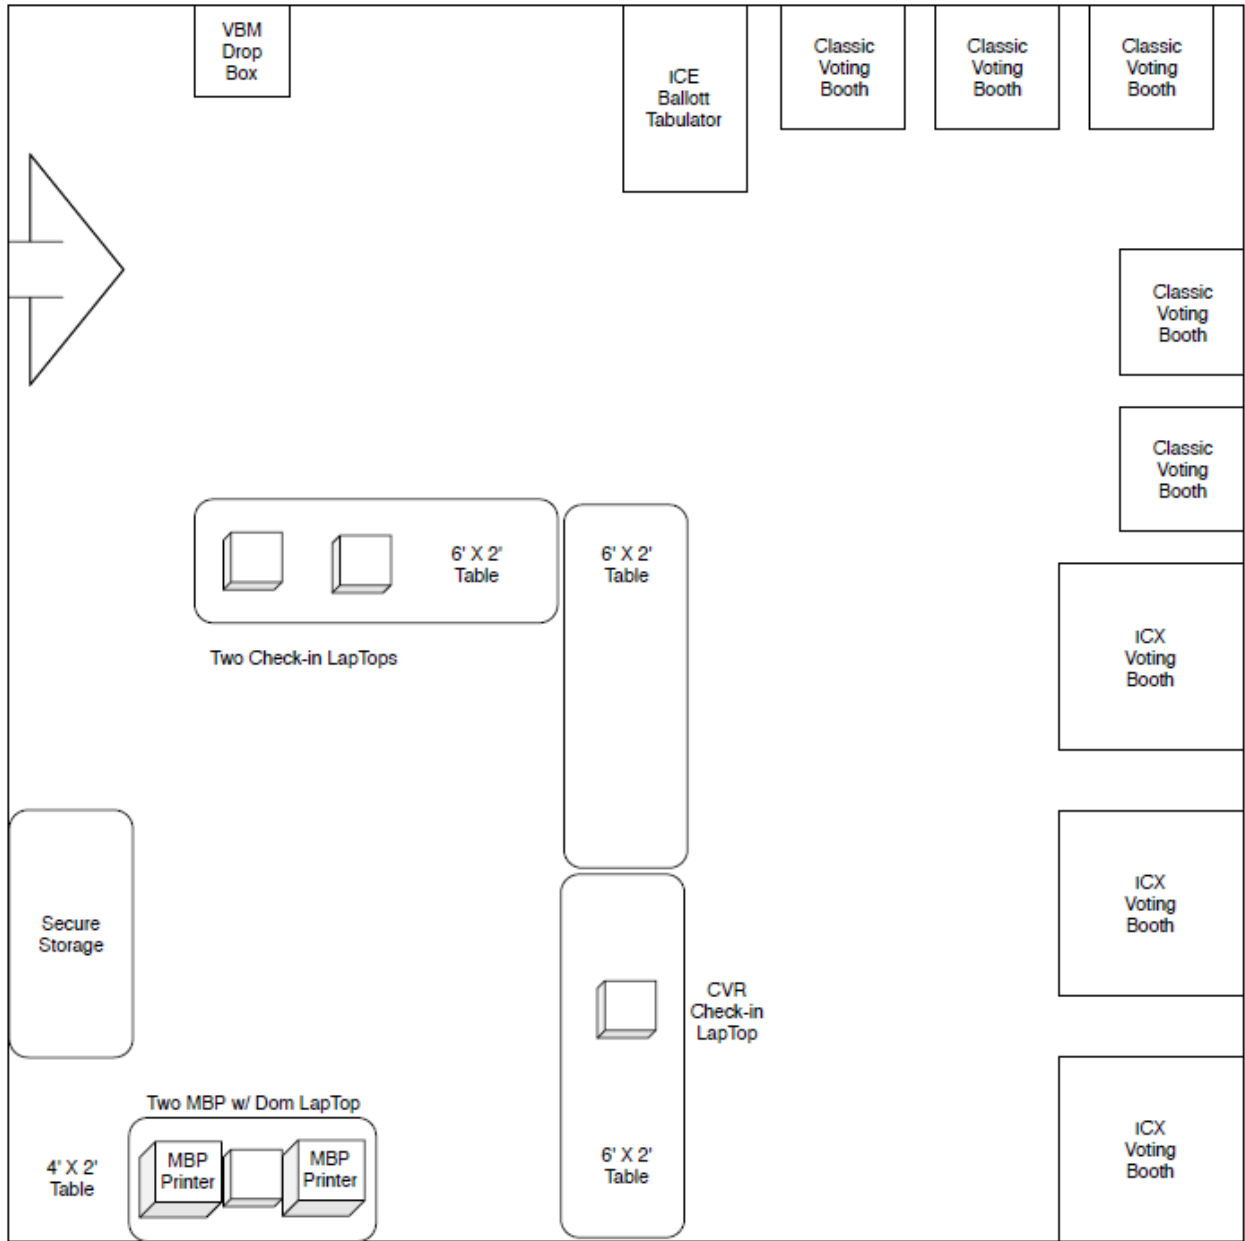 VBM
Drop
Box
ICE
Ballott
Tabulator
Classic
Voting
Booth
Classic
Voting
Booth
Classic
Voting
Booth
Classic
Voting
Booth
Classic
Voting
Booth
6' X 2'
Table
6' X 2'
Table
Two Check-in LapTops
ICX
Voting
Booth
ICX
Voting
Booth
Secure
Storage
CVR
Check-in
LapTop
Two MBP w/ Dom LapTop
4' X 2'
Table
MBP
Printer
MBP
Printer
6' X 2'
Table
ICX
Voting
Booth